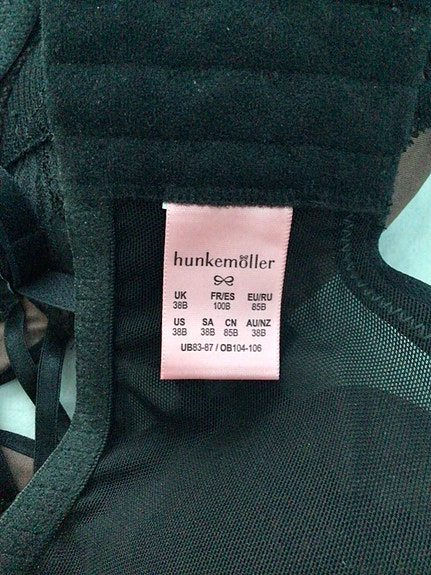 hunkemöller
UK FR/ES EU/RU
38B 100B 85B
US SA CN AU/NZ
38B 38B 85B 38B
UB83-87 / OB104-106